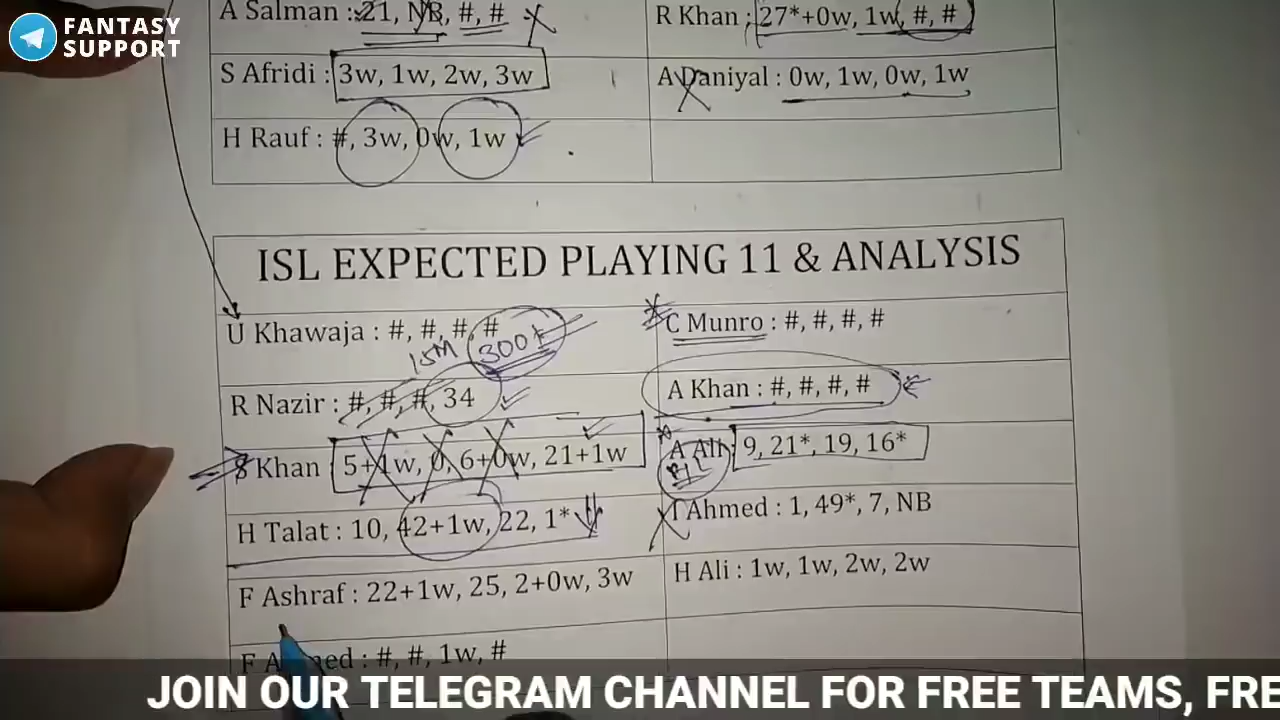 FANTASY
SUPPORT
A Salman : 21, NB, #, #
R Khan : 27*+0w, 1w, #, #
S Afridi : 3w, 1w, 2w, 3w
A Daniyal : 0w, 1w, 0w, 1w
H Rauf : #, 3w, 0w, 1w
ISL EXPECTED PLAYING 11 & ANALYSIS
U Khawaja : #, #, #, #
C Munro : #, #, #, #
15M
300+
R Nazir : #, #, #, 34
A Khan : #, #, #, #
S Khan : 5+1w, 0, 6+0w, 21+1w
A Ali : 9, 21*, 19, 16*
H Talat : 10, 42+1w, 22, 1*
I Ahmed : 1, 49*, 7, NB
F Ashraf : 22+1w, 25, 2+0w, 3w
H Ali : 1w, 1w, 2w, 2w
F Ahmed : #, #, 1w, #
JOIN OUR TELEGRAM CHANNEL FOR FREE TEAMS, FRE